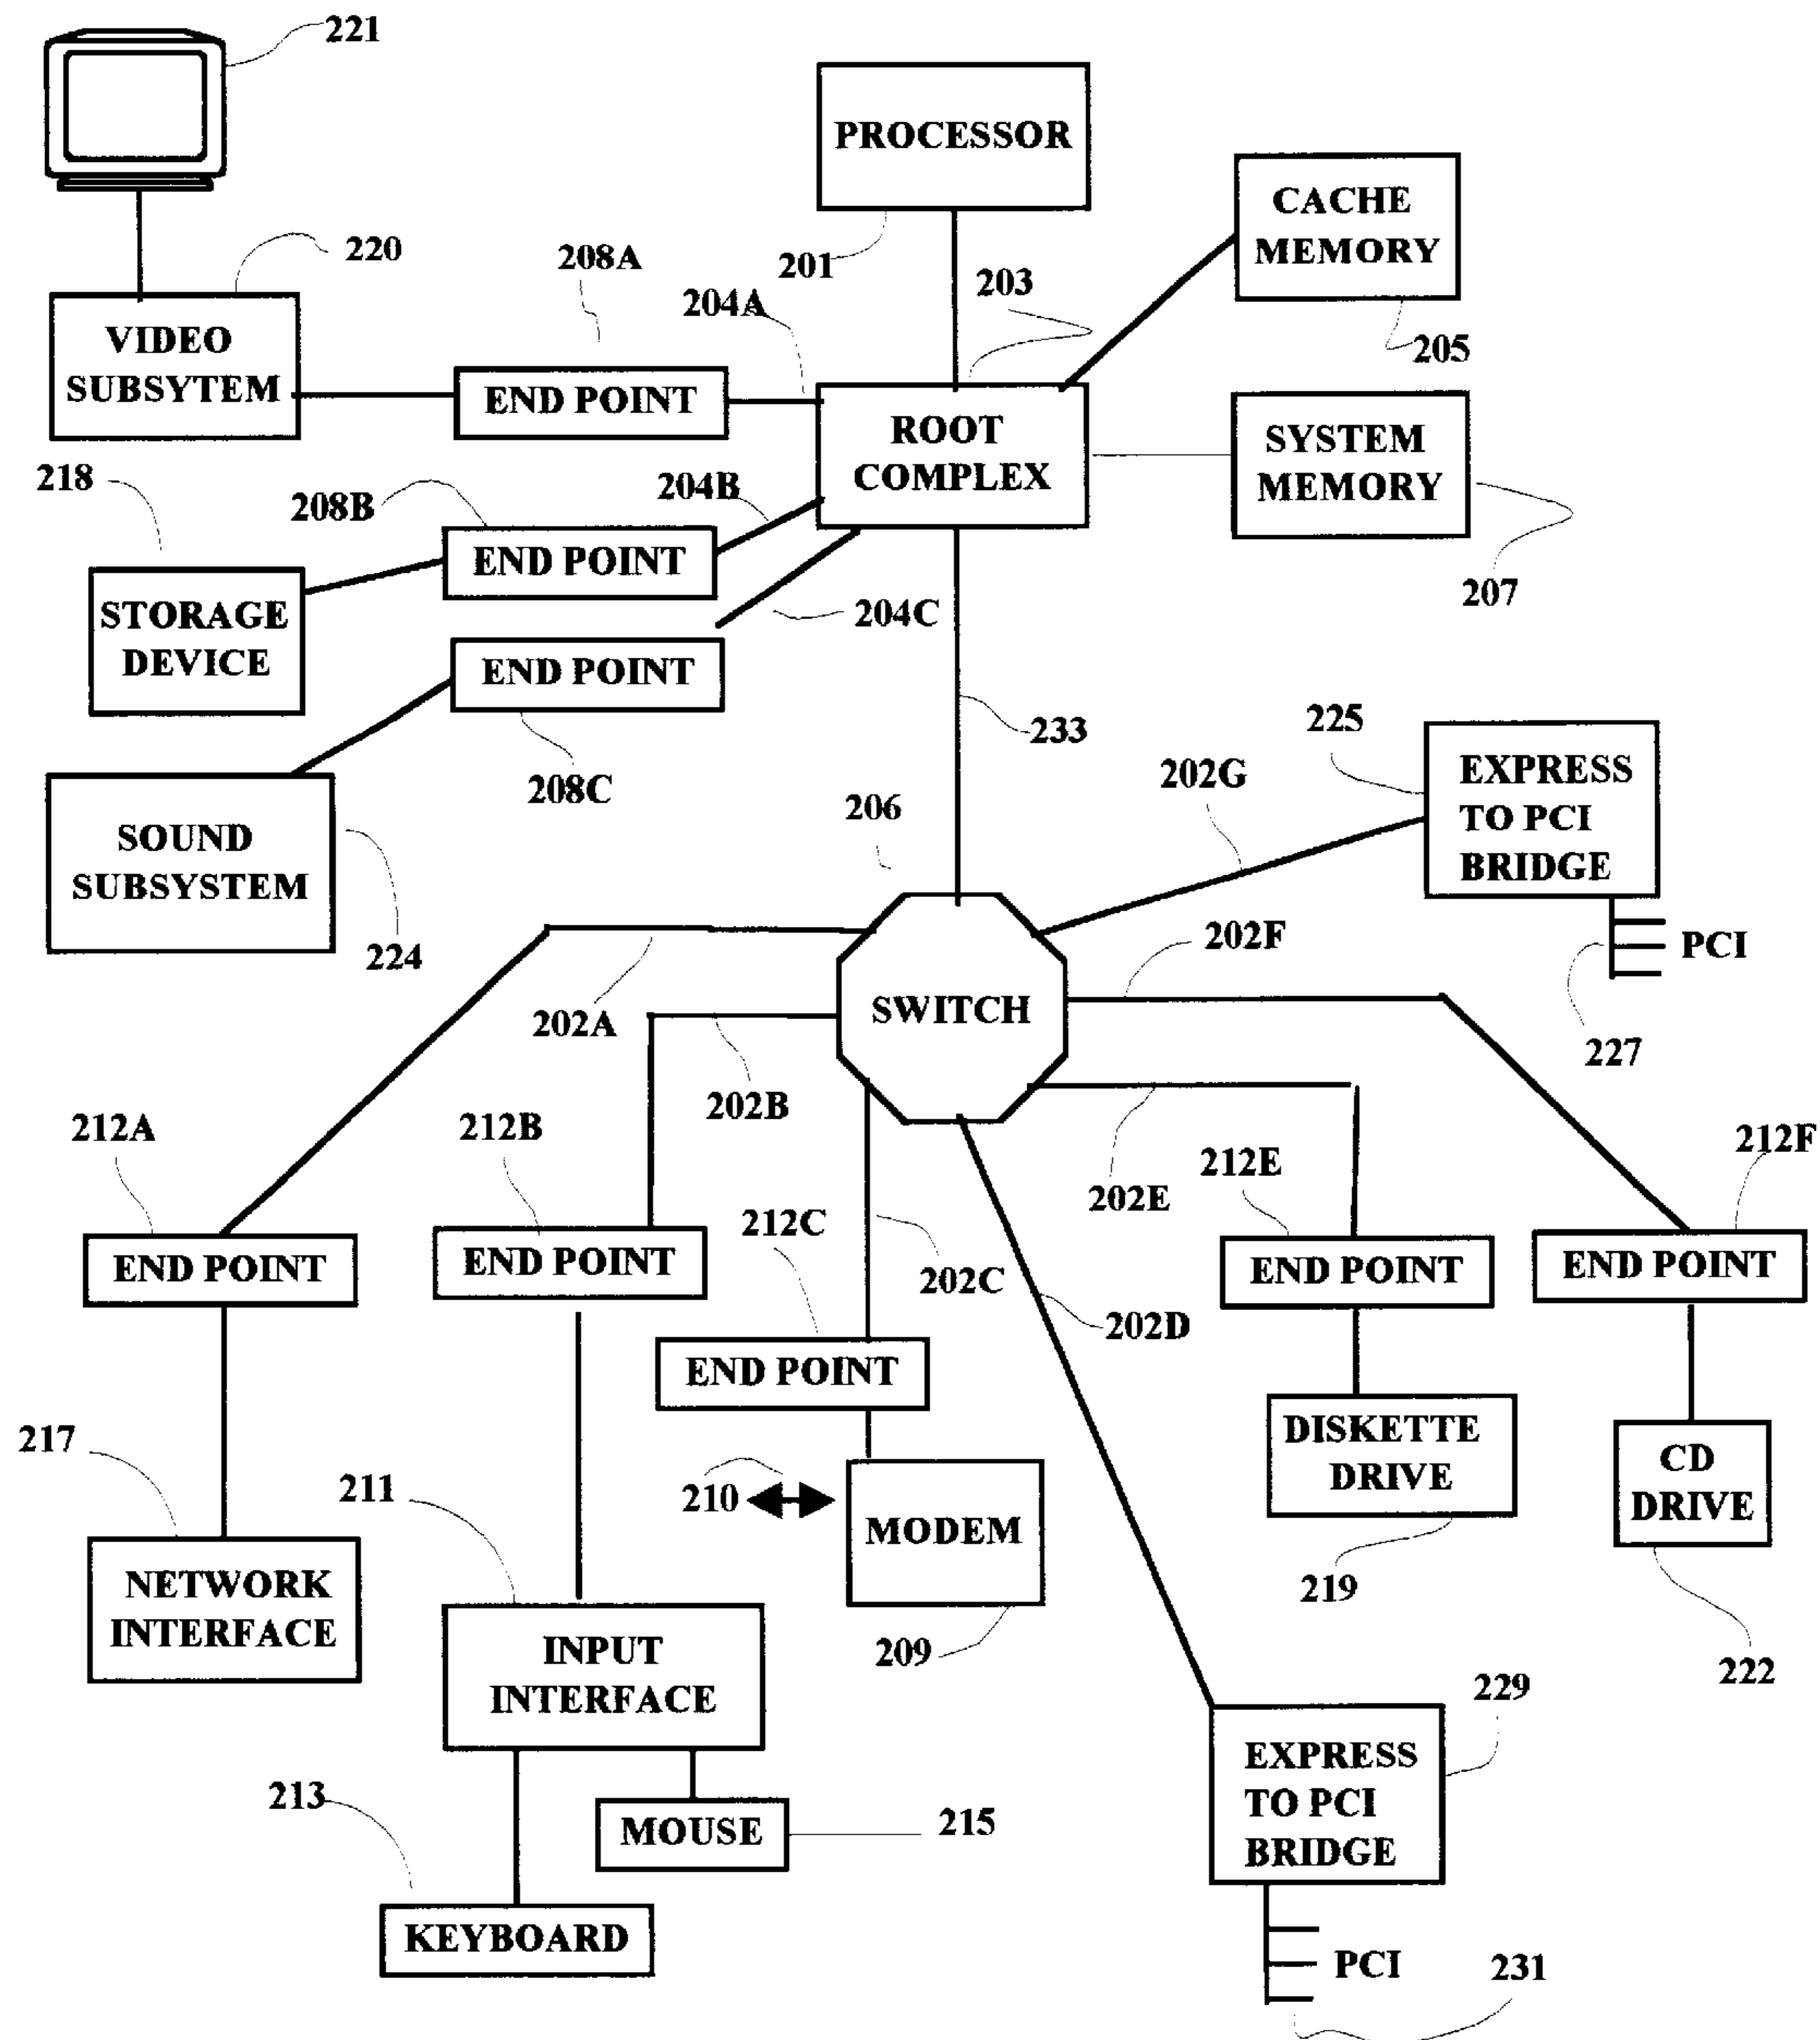 221
PROCESSOR
CACHE
MEMORY
220
208A
201
203
204A
205
VIDEO
SUBSYTEM
END POINT
ROOT
COMPLEX
SYSTEM
MEMORY
218
208B
204B
END POINT
207
STORAGE
DEVICE
204C
END POINT
233
225
202G
208C
206
EXPRESS
TO PCI
BRIDGE
SOUND
SUBSYSTEM
224
202F
PCI
202A
SWITCH
227
202B
212A
212B
212E
212F
202E
212C
END POINT
END POINT
202C
END POINT
END POINT
202D
END POINT
217
211
210
DISKETTE
DRIVE
CD
DRIVE
MODEM
219
NETWORK
INTERFACE
INPUT
INTERFACE
209
222
229
213
MOUSE
215
EXPRESS
TO PCI
BRIDGE
KEYBOARD
PCI
231